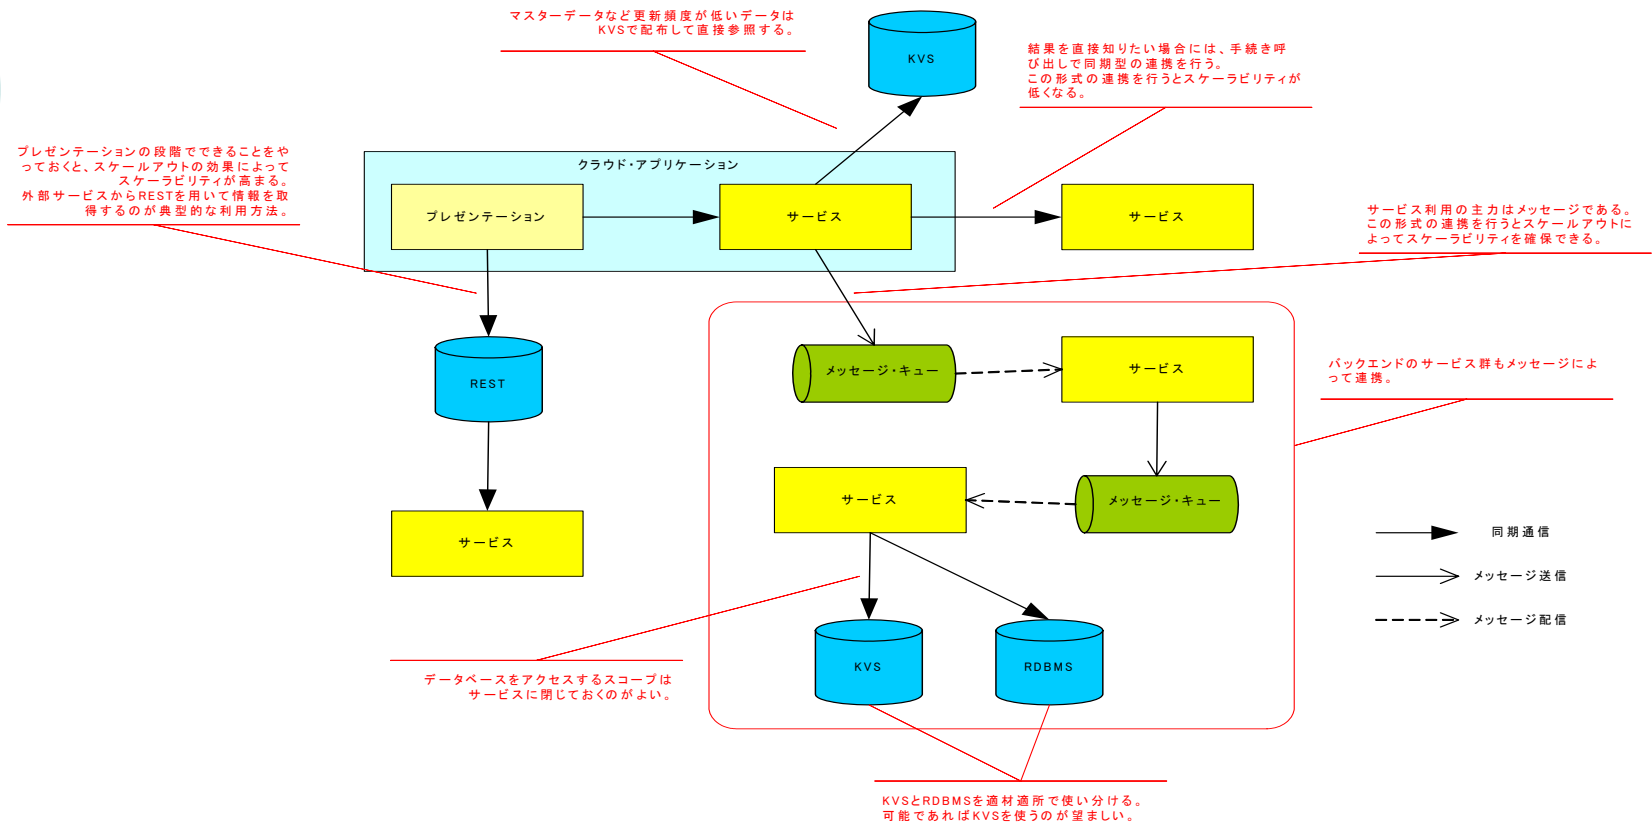 マスターデータなど更新頻度が低いデータは
KVSで配布して直接参照する。
KVS
結果を直接知りたい場合には、手続き呼
び出しで同期型の連携を行う。
この形式の連携を行うとスケーラビリティが
低くなる。
プレゼンテーションの段階でできることをや
っておくと、スケールアウトの効果によって
スケーラビリティが高まる。
外部サービスからRESTを用いて情報を取
得するのが典型的な利用方法。
クラウド・アプリケーション
プレゼンテーション
サービス
サービス
サービス利用の主力はメッセージである。
この形式の連携を行うとスケールアウトに
よってスケーラビリティを確保できる。
REST
メッセージ・キュー
サービス
バックエンドのサービス群もメッセージによ
って連携。
サービス
サービス
メッセージ・キュー
同期通信
メッセージ送信
メッセージ配信
KVS
RDBMS
データベースをアクセスするスコープは
サービスに閉じておくのがよい。
KVSとRDBMSを適材適所で使い分ける。
可能であればKVSを使うのが望ましい。